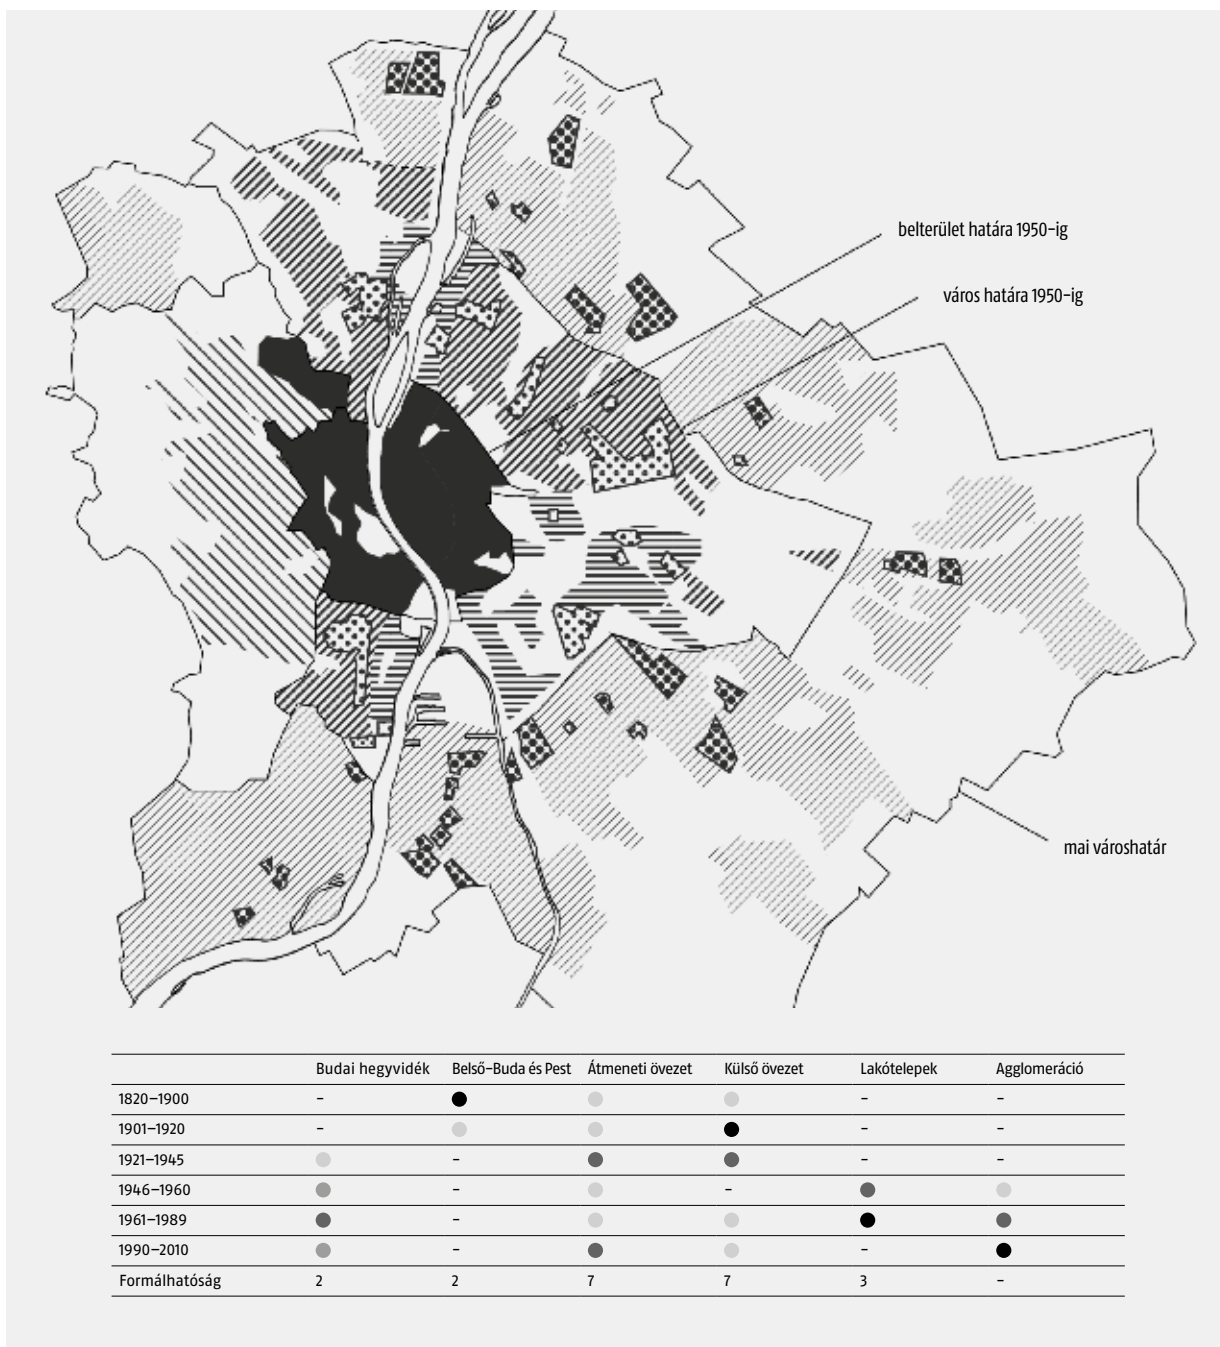 belterület határa 1950-ig
város határa 1950-ig
mai városhatár
Budai hegyvidék Belső-Buda és Pest Átmeneti övezet Külső övezet Lakótelepek Agglomeráció
1820–1900 – – –
1901–1920 – – –
1921–1945 – – –
1946–1960 – –
1961–1989 –
1990–2010 – –
Formálhatóság 2 2 7 7 3 –